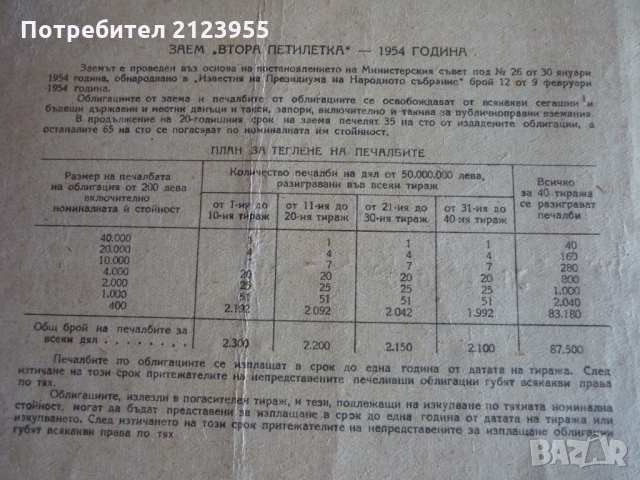 Потребител 2123955
ЗАЕМ „ВТОРА ПЕТИЛЕТКА" — 1954 ГОДИНА
Заемът е проведен въз основа на постановлението на Министерския съвет под № 26 от 30 януари
1954 година, обнародвано в „Известия на Президиума на Народното събрание" брой 12 от 9 февруари
1954 година.
Облигациите от заема и печалбите от облигациите се освобождават от всякакви сегашни и
бъдещи държавни и местни данъци и такси, запори, включително и такива за публичноправни вземания.
В продължение на 20-годишния срок на заема печелят 35 на сто от издадените облигации, а
останалите 65 на сто се погасяват по номиналната им стойност.
ПЛАН ЗА ТЕГЛЕНЕ НА ПЕЧАЛБИТЕ
Размер на печалбата на облигация от 200 лева включително номиналната ѝ стойност
Количество печалби на дял от 50.000.000 лева, разигравани във всеки тираж
Всичко за 40 тиража се разиграват печалби
от 1-ия до 10-ия тираж | от 11-ия до 20-ия тираж | от 21-ия до 30-ия тираж | от 31-ия до 40-ия тираж
40.000 1 1 1 1 40
20.000 4 4 4 4 160
10.000 7 7 7 7 280
4.000 20 20 20 20 800
2.000 25 25 25 25 1.000
1.000 51 51 51 51 2.040
400 2.192 2.092 2.042 1.992 83.180
Общ брой на печалбите за всеки дял . . . . . . . . 2.300 2.200 2.150 2.100 87.500
Печалбите по облигациите се изплащат в срок до една година от датата на тиража. След
изтичане на този срок притежателите на непредставените печеливши облигации губят всякакви права
по тях.
Облигациите, излезли в погасителен тираж, и тези, подлежащи на изкупване по тяхната номинална
стойност, могат да бъдат представени за изплащане в срок до една година от датата на тиража или
изкупването. След изтичането на този срок притежателите на непредставените за изплащане облигации
губят всякакви права по тях
BAZAR